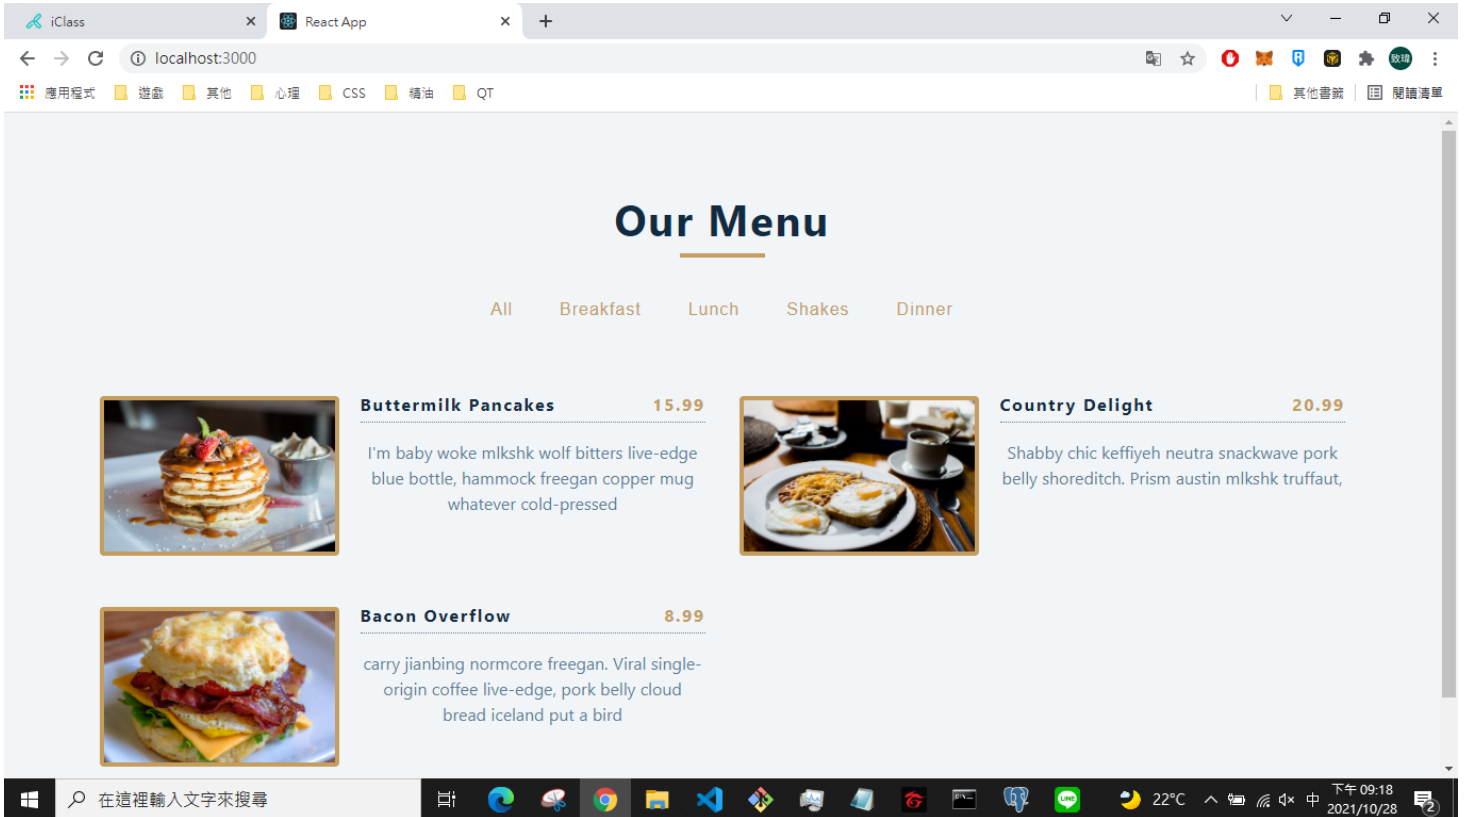 iClass
React App
localhost:3000
致瑋
應用程式 遊戲 其他 心理 CSS 精油 QT
其他書籤 閱讀清單
Our Menu
All Breakfast Lunch Shakes Dinner
Buttermilk Pancakes 15.99
I'm baby woke mlkshk wolf bitters live-edge
blue bottle, hammock freegan copper mug
whatever cold-pressed
Country Delight 20.99
Shabby chic keffiyeh neutra snackwave pork
belly shoreditch. Prism austin mlkshk truffaut,
Bacon Overflow 8.99
carry jianbing normcore freegan. Viral single-
origin coffee live-edge, pork belly cloud
bread iceland put a bird
在這裡輸入文字來搜尋
LINE
22°C
中
下午 09:18
2021/10/28
2